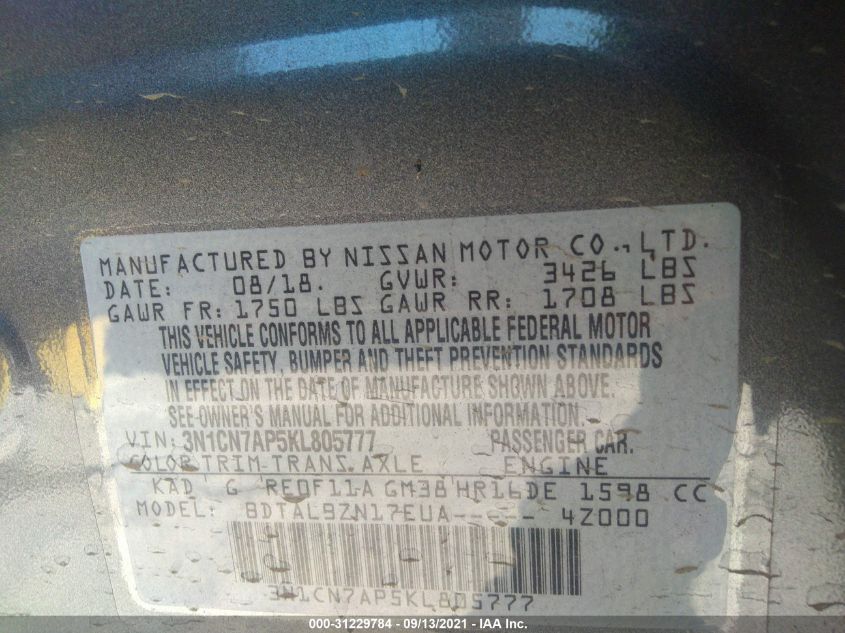 MANUFACTURED BY NISSAN MOTOR CO., LTD.
DATE: 08/18. GVWR: 3426 LBS
GAWR FR: 1750 LBS GAWR RR: 1708 LBS
THIS VEHICLE CONFORMS TO ALL APPLICABLE FEDERAL MOTOR
VEHICLE SAFETY, BUMPER AND THEFT PREVENTION STANDARDS
IN EFFECT ON THE DATE OF MANUFACTURE SHOWN ABOVE.
SEE OWNER'S MANUAL FOR ADDITIONAL INFORMATION.
VIN: 3N1CN7AP5KL805777 PASSENGER CAR.
COLOR TRIM-TRANS. AXLE ENGINE
KAD G RE0F11A GM38 HR16DE 1598 CC
MODEL: BDTAL9ZN17EUA----- 4Z000
3N1CN7AP5KL805777
000-31229784 - 09/13/2021 - IAA Inc.